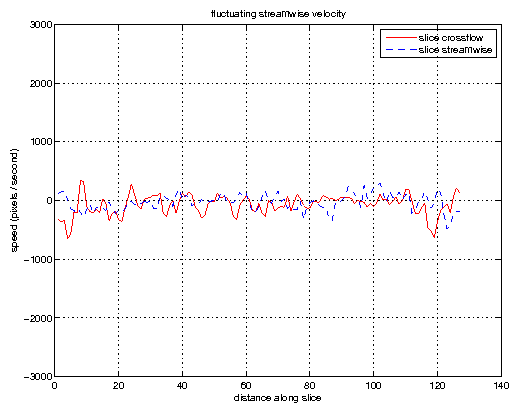 fluctuating streamwise velocity
3000
slice crossflow
slice streamwise
2000
1000
0
−1000
−2000
−3000
speed (pixels / second)
0 20 40 60 80 100 120 140
distance along slice